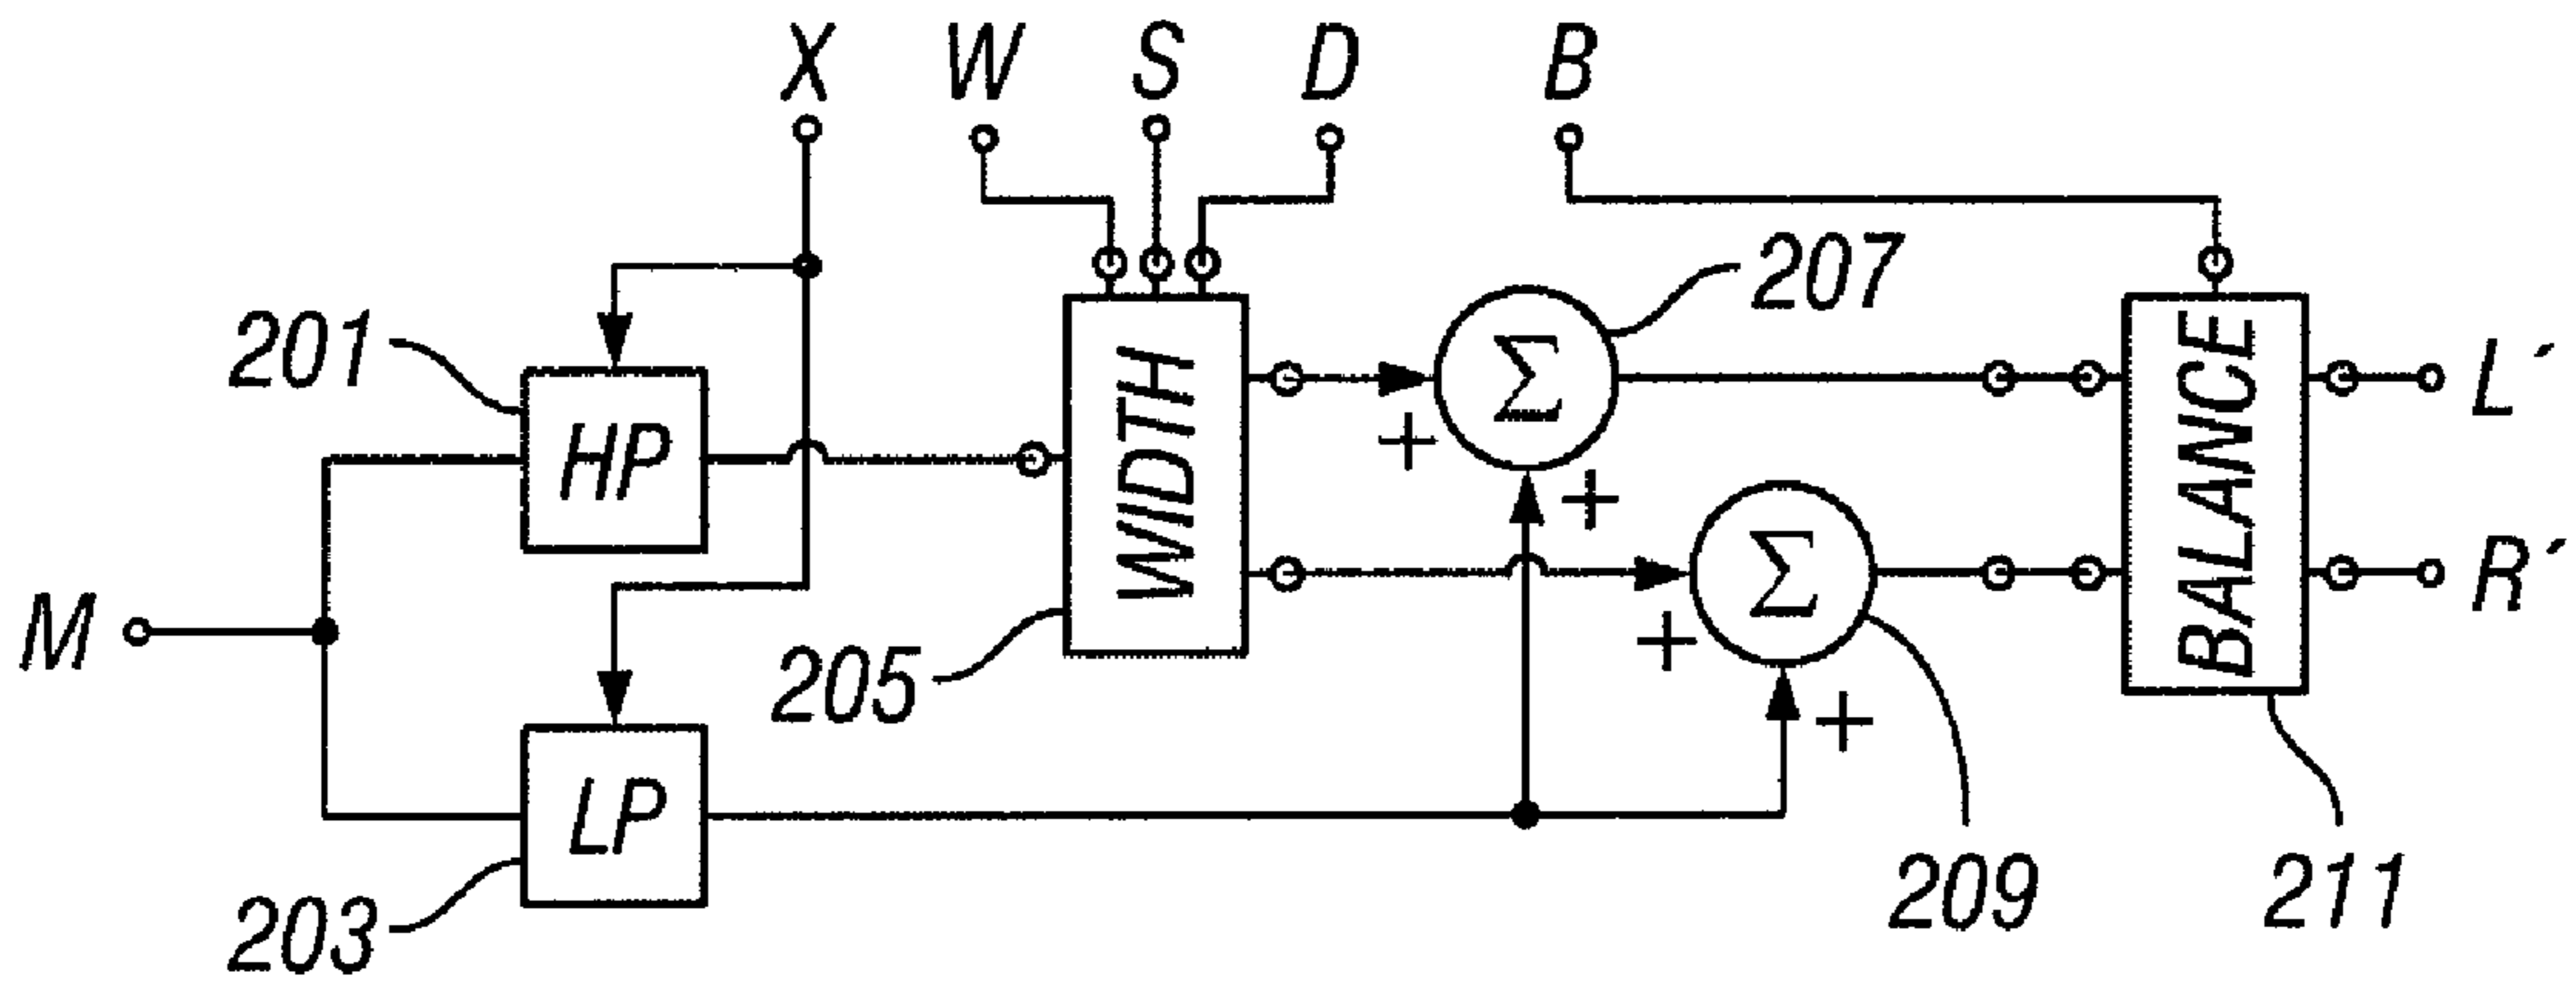 X W S D B
207
201
Σ
L´
HP
WIDTH
BALANCE
Σ
R´
M
205
LP
203
209
211
+
+
+
+